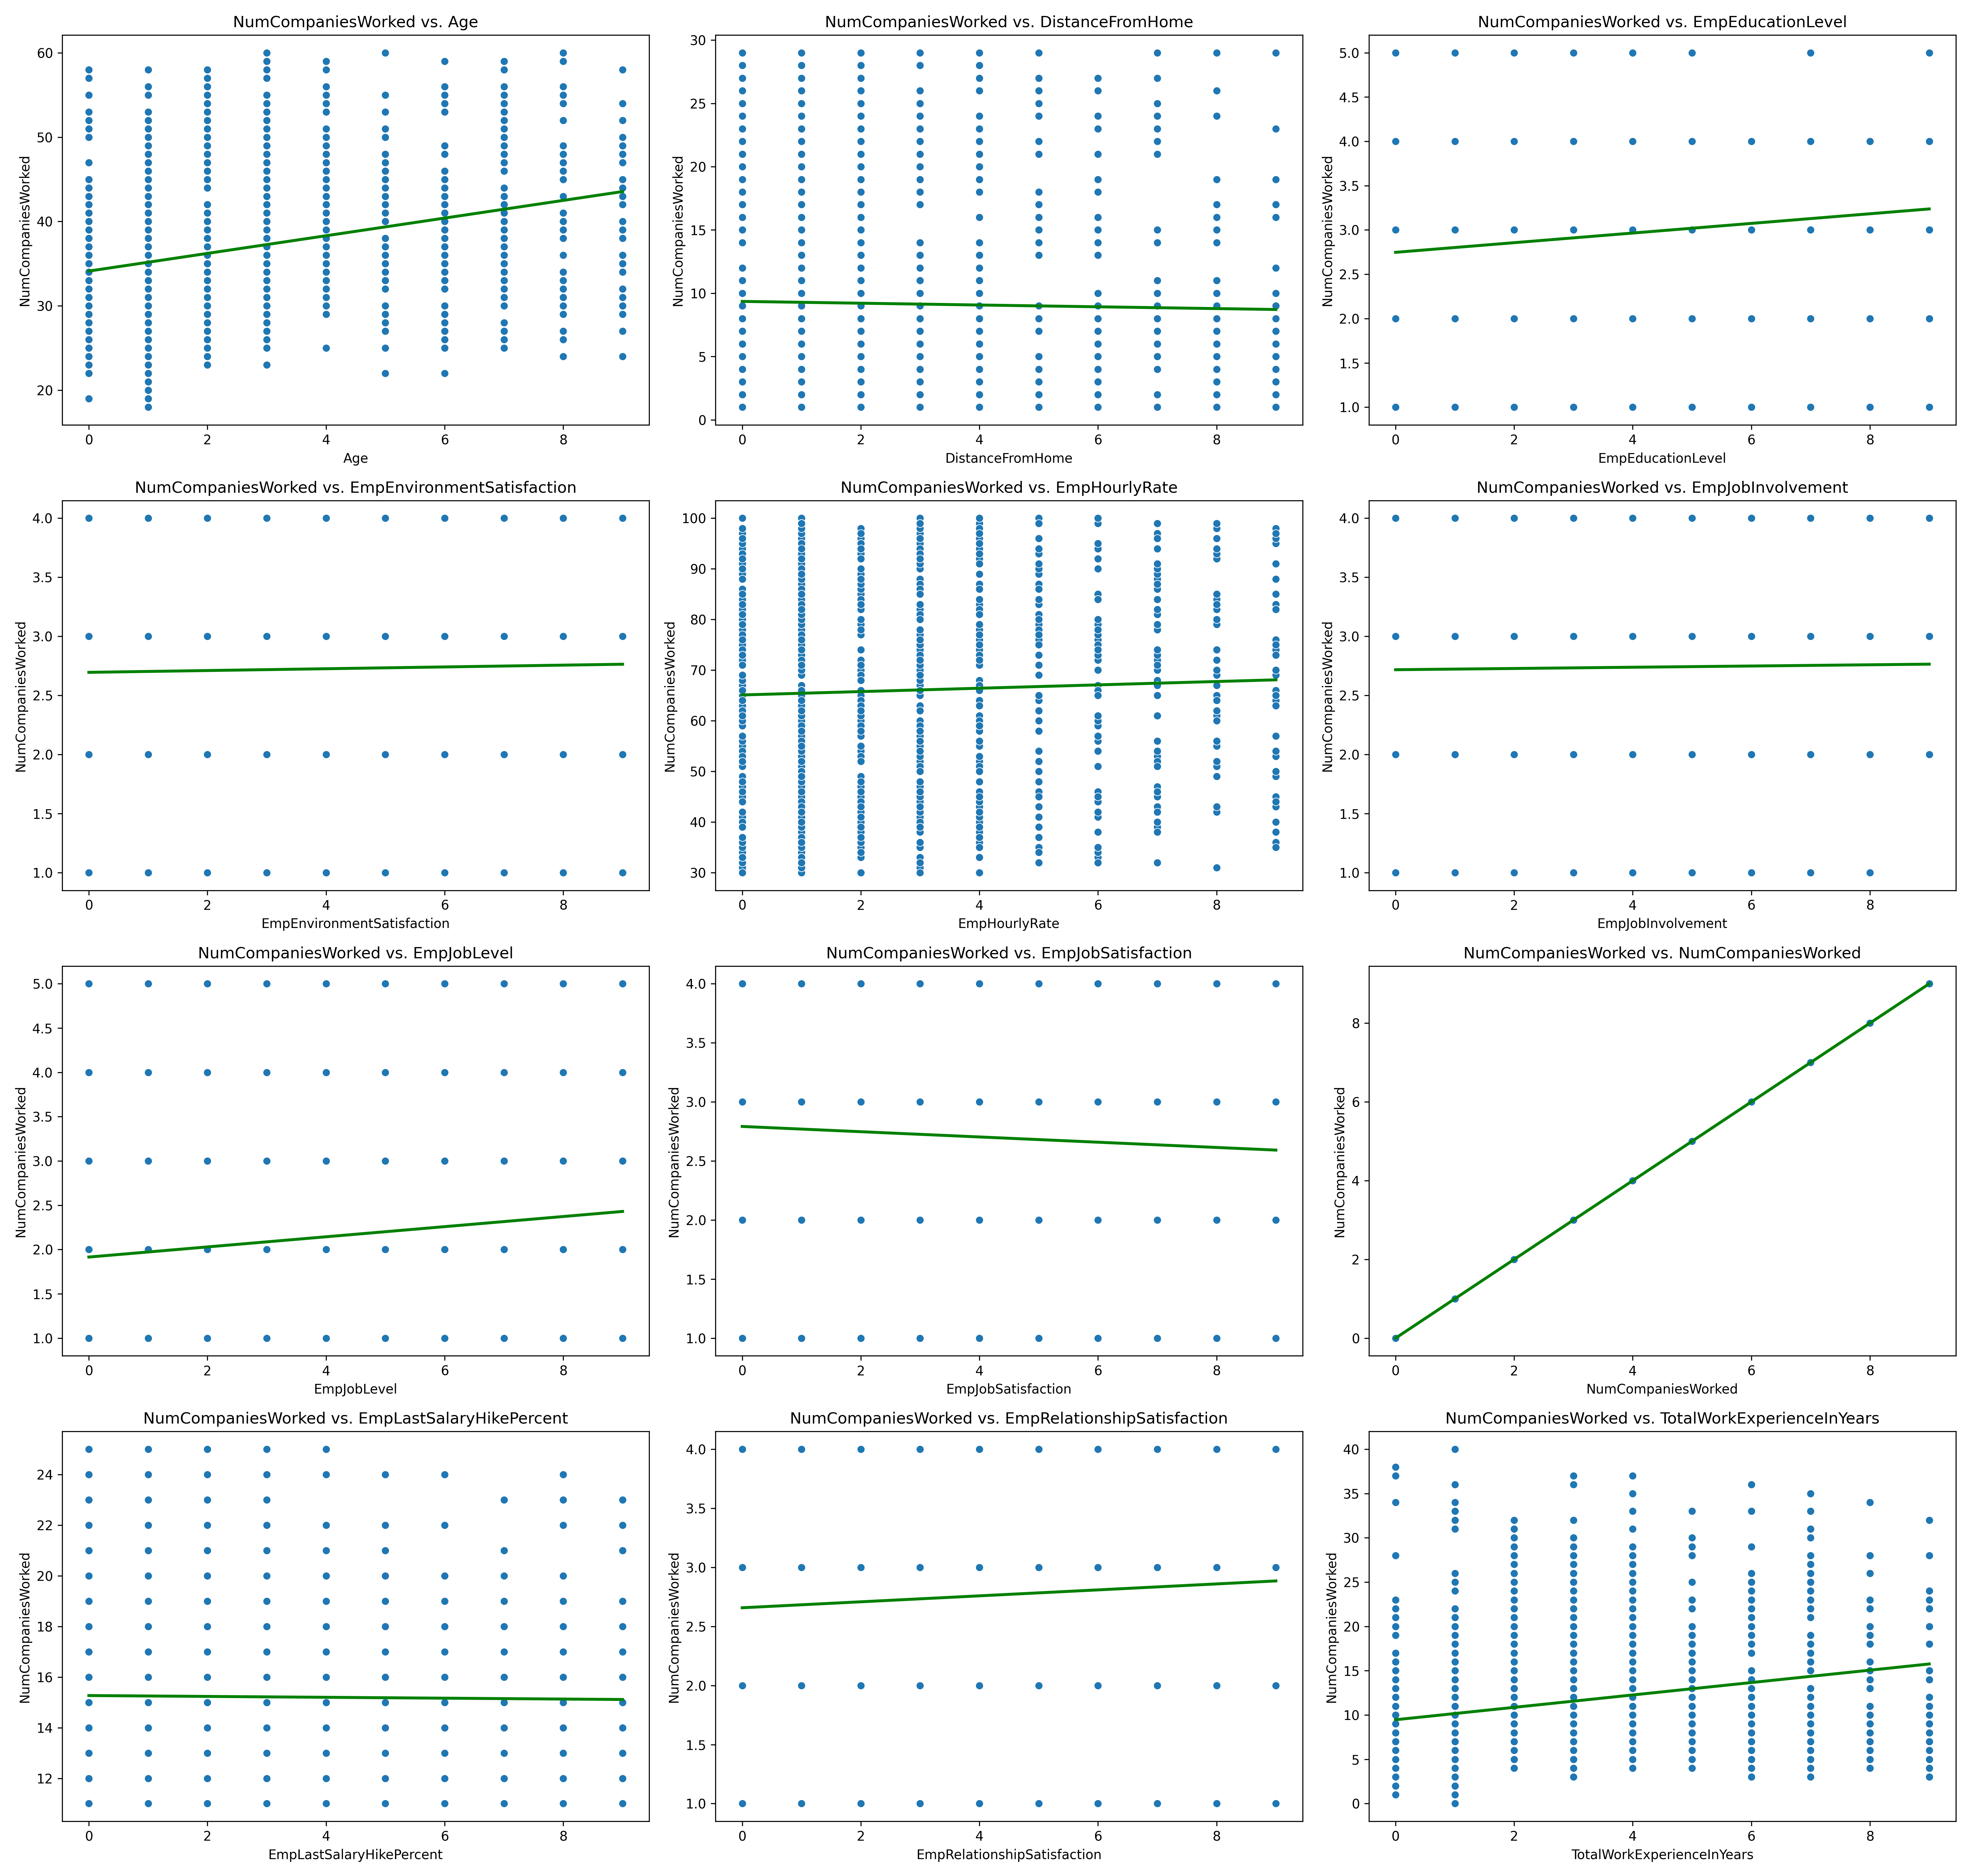 NumCompaniesWorked vs. Age
NumCompaniesWorked
60
50
40
30
20
0 2 4 6 8
Age
NumCompaniesWorked vs. DistanceFromHome
NumCompaniesWorked
30
25
20
15
10
5
0
0 2 4 6 8
DistanceFromHome
NumCompaniesWorked vs. EmpEducationLevel
NumCompaniesWorked
5.0
4.5
4.0
3.5
3.0
2.5
2.0
1.5
1.0
0 2 4 6 8
EmpEducationLevel
NumCompaniesWorked vs. EmpEnvironmentSatisfaction
NumCompaniesWorked
4.0
3.5
3.0
2.5
2.0
1.5
1.0
0 2 4 6 8
EmpEnvironmentSatisfaction
NumCompaniesWorked vs. EmpHourlyRate
NumCompaniesWorked
100
90
80
70
60
50
40
30
0 2 4 6 8
EmpHourlyRate
NumCompaniesWorked vs. EmpJobInvolvement
NumCompaniesWorked
4.0
3.5
3.0
2.5
2.0
1.5
1.0
0 2 4 6 8
EmpJobInvolvement
NumCompaniesWorked vs. EmpJobLevel
NumCompaniesWorked
5.0
4.5
4.0
3.5
3.0
2.5
2.0
1.5
1.0
0 2 4 6 8
EmpJobLevel
NumCompaniesWorked vs. EmpJobSatisfaction
NumCompaniesWorked
4.0
3.5
3.0
2.5
2.0
1.5
1.0
0 2 4 6 8
EmpJobSatisfaction
NumCompaniesWorked vs. NumCompaniesWorked
NumCompaniesWorked
8
6
4
2
0
0 2 4 6 8
NumCompaniesWorked
NumCompaniesWorked vs. EmpLastSalaryHikePercent
NumCompaniesWorked
24
22
20
18
16
14
12
0 2 4 6 8
EmpLastSalaryHikePercent
NumCompaniesWorked vs. EmpRelationshipSatisfaction
NumCompaniesWorked
4.0
3.5
3.0
2.5
2.0
1.5
1.0
0 2 4 6 8
EmpRelationshipSatisfaction
NumCompaniesWorked vs. TotalWorkExperienceInYears
NumCompaniesWorked
40
35
30
25
20
15
10
5
0
0 2 4 6 8
TotalWorkExperienceInYears